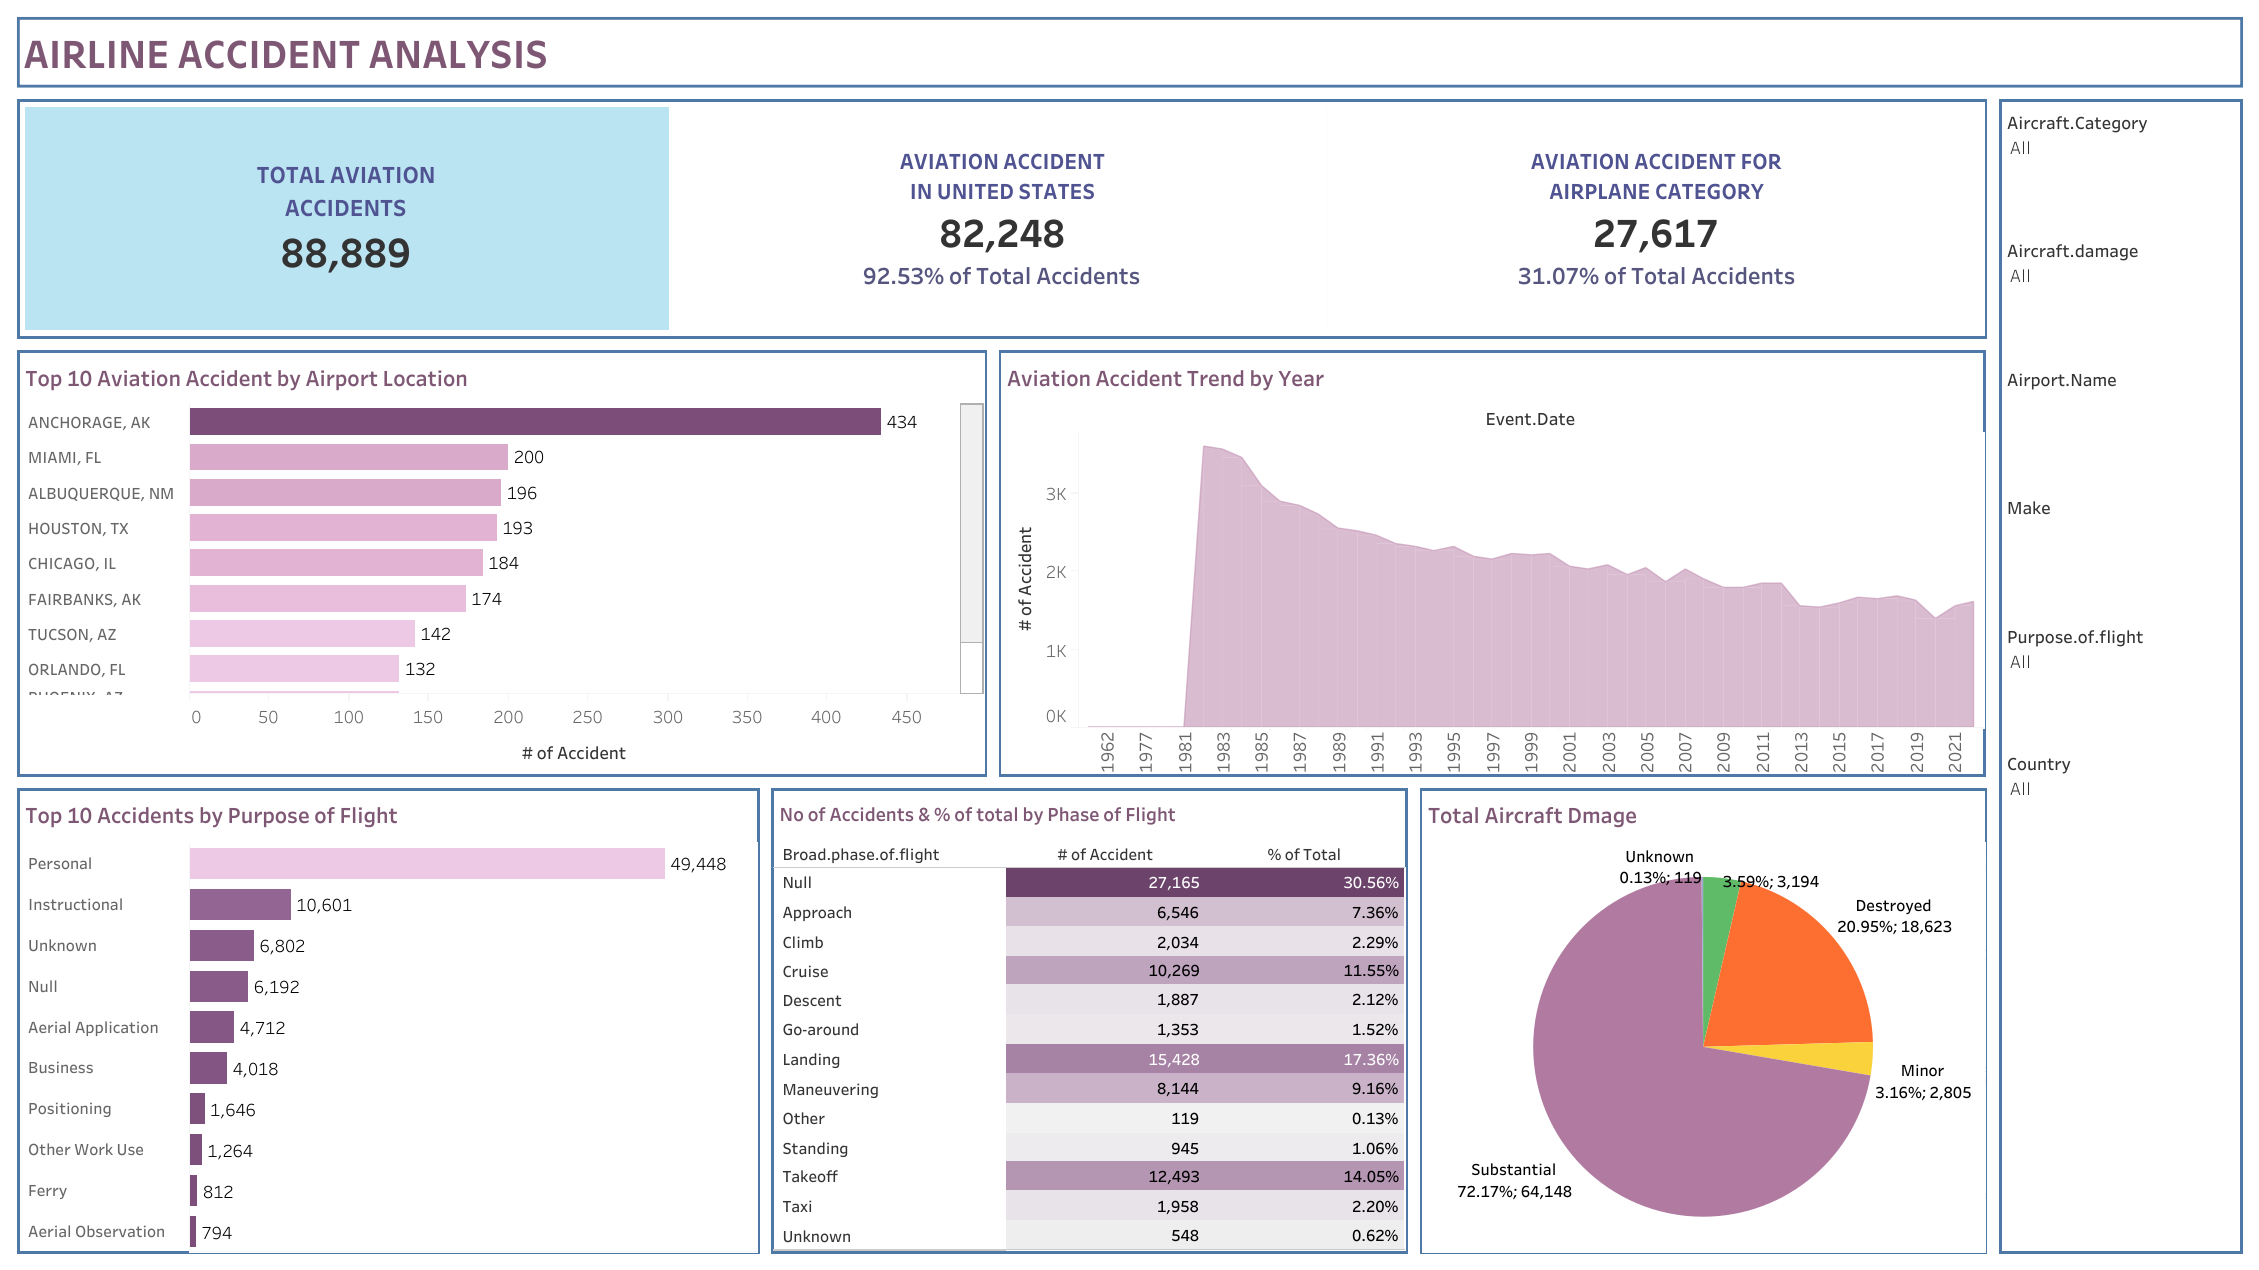 AIRLINE ACCIDENT ANALYSIS
TOTAL AVIATION
ACCIDENTS
88,889
AVIATION ACCIDENT
IN UNITED STATES
82,248
92.53% of Total Accidents
AVIATION ACCIDENT FOR
AIRPLANE CATEGORY
27,617
31.07% of Total Accidents
Aircraft.Category
All
Aircraft.damage
All
Airport.Name
Make
Purpose.of.flight
All
Country
All
Top 10 Aviation Accident by Airport Location
ANCHORAGE, AK 434
MIAMI, FL 200
ALBUQUERQUE, NM 196
HOUSTON, TX 193
CHICAGO, IL 184
FAIRBANKS, AK 174
TUCSON, AZ 142
ORLANDO, FL 132
PHOENIX, AZ
0 50 100 150 200 250 300 350 400 450
# of Accident
Aviation Accident Trend by Year
Event.Date
# of Accident
3K
2K
1K
0K
1962 1977 1981 1983 1985 1987 1989 1991 1993 1995 1997 1999 2001 2003 2005 2007 2009 2011 2013 2015 2017 2019 2021
Top 10 Accidents by Purpose of Flight
Personal 49,448
Instructional 10,601
Unknown 6,802
Null 6,192
Aerial Application 4,712
Business 4,018
Positioning 1,646
Other Work Use 1,264
Ferry 812
Aerial Observation 794
No of Accidents & % of total by Phase of Flight
Broad.phase.of.flight # of Accident % of Total
Null 27,165 30.56%
Approach 6,546 7.36%
Climb 2,034 2.29%
Cruise 10,269 11.55%
Descent 1,887 2.12%
Go-around 1,353 1.52%
Landing 15,428 17.36%
Maneuvering 8,144 9.16%
Other 119 0.13%
Standing 945 1.06%
Takeoff 12,493 14.05%
Taxi 1,958 2.20%
Unknown 548 0.62%
Total Aircraft Dmage
Unknown
0.13%; 119
3.59%; 3,194
Destroyed
20.95%; 18,623
Minor
3.16%; 2,805
Substantial
72.17%; 64,148